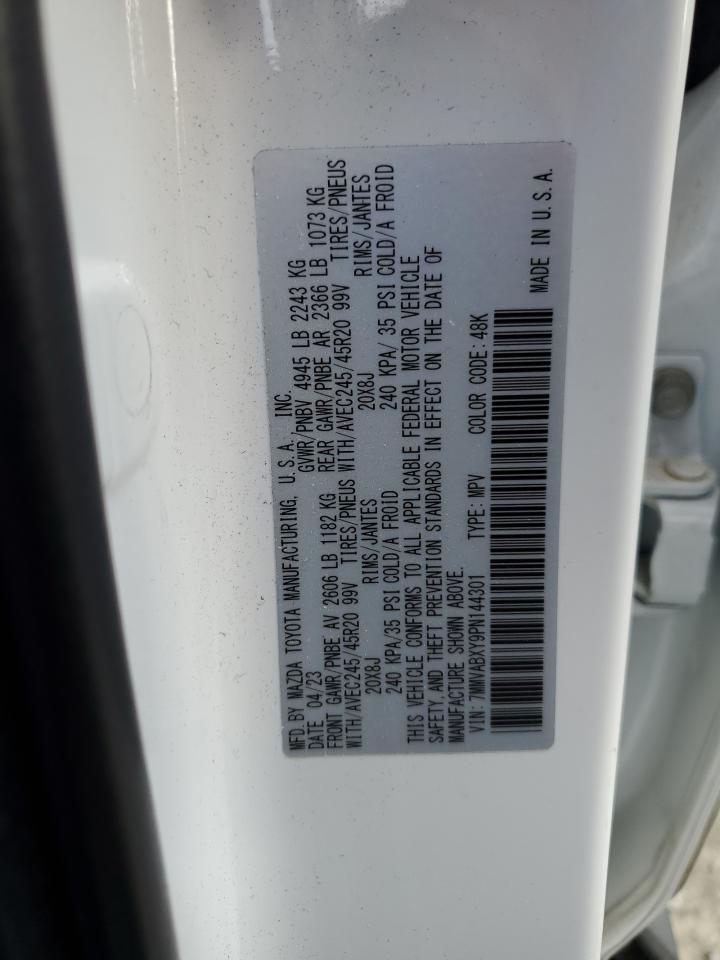 MFD.BY MAZDA TOYOTA MANUFACTURING, U.S.A., INC.
DATE 04/23 GVWR/PNBV 4945 LB 2243 KG
FRONT GAWR/PNBE AV 2606 LB 1182 KG REAR GAWR/PNBE AR 2366 LB 1073 KG
WITH/AVEC245/45R20 99V TIRES/PNEUS WITH/AVEC245/45R20 99V TIRES/PNEUS
20X8J RIMS/JANTES 20X8J RIMS/JANTES
240 KPA/35 PSI COLD/A FROID 240 KPA/ 35 PSI COLD/A FROID
THIS VEHICLE CONFORMS TO ALL APPLICABLE FEDERAL MOTOR VEHICLE
SAFETY, AND THEFT PREVENTION STANDARDS IN EFFECT ON THE DATE OF
MANUFACTURE SHOWN ABOVE.
VIN: 7MMVABXY9PN144301 TYPE: MPV COLOR CODE: 48K
MADE IN U.S.A.